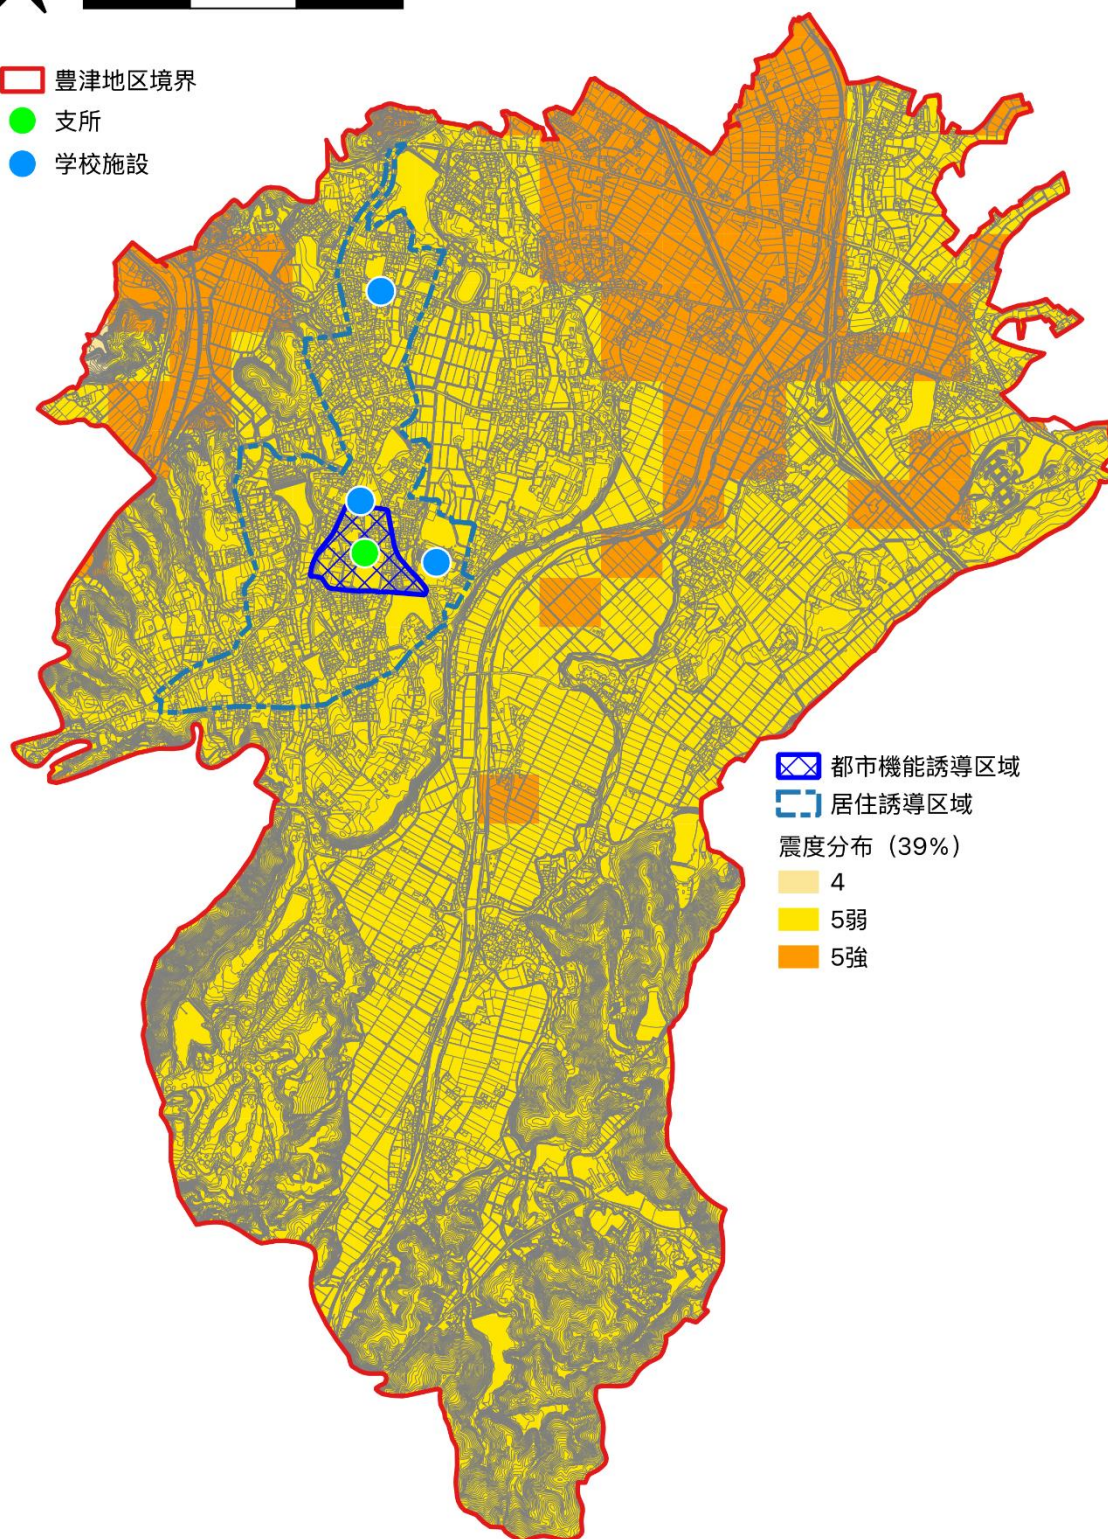 豊津地区境界
支所
学校施設
都市機能誘導区域
居住誘導区域
震度分布（39%）
4
5弱
5強